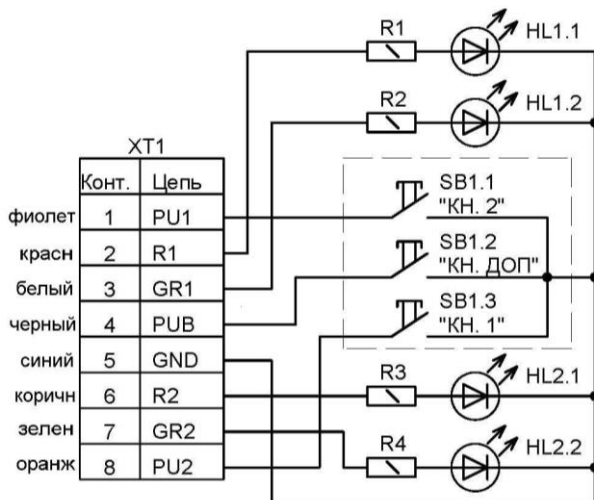 R1
HL1.1
R2
HL1.2
XT1
Конт. Цепь
фиолет 1 PU1
красн 2 R1
белый 3 GR1
черный 4 PUB
синий 5 GND
коричн 6 R2
зелен 7 GR2
оранж 8 PU2
SB1.1
"КН. 2"
SB1.2
"КН. ДОП"
SB1.3
"КН. 1"
R3
HL2.1
R4
HL2.2